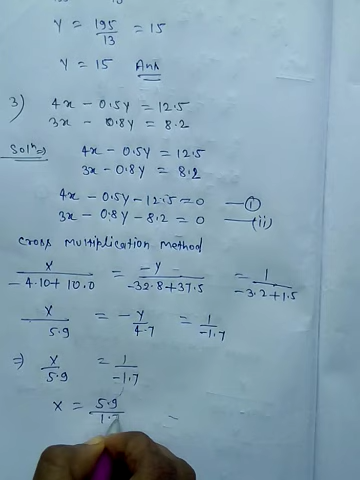 Y = 195/13 = 15
Y = 15 Ans
3) 4x - 0.5Y = 12.5
3x - 0.8Y = 8.2
Solⁿ⇒ 4x - 0.5Y = 12.5
3x - 0.8Y = 8.2
4x - 0.5Y - 12.5 = 0 —(i)
3x - 0.8Y - 8.2 = 0 —(ii)
cross multiplication method
x/-4.10+10.0 = -Y/-32.8+37.5 = 1/-3.2+1.5
x/5.9 = -Y/4.7 = 1/-1.7
⇒ x/5.9 = 1/-1.7
x = 5.9/1.7